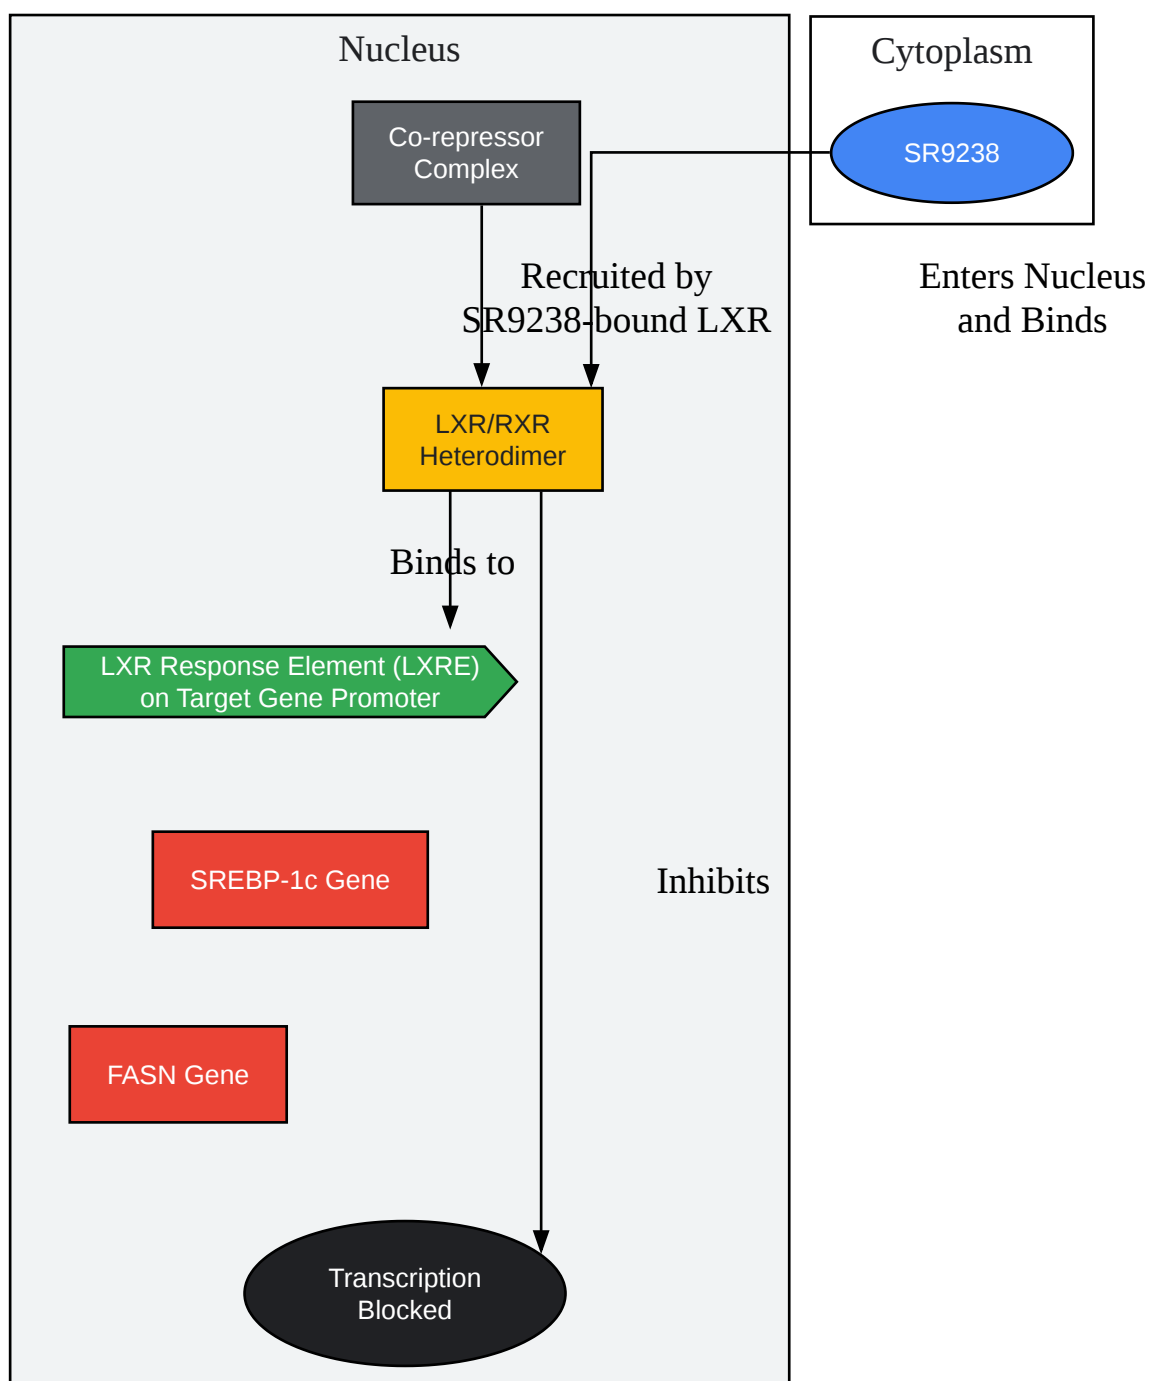 Nucleus
Cytoplasm
Co-repressor
Complex
SR9238
Recruited by
SR9238-bound LXR
Enters Nucleus
and Binds
LXR/RXR
Heterodimer
Binds to
LXR Response Element (LXRE)
on Target Gene Promoter
SREBP-1c Gene
Inhibits
FASN Gene
Transcription
Blocked